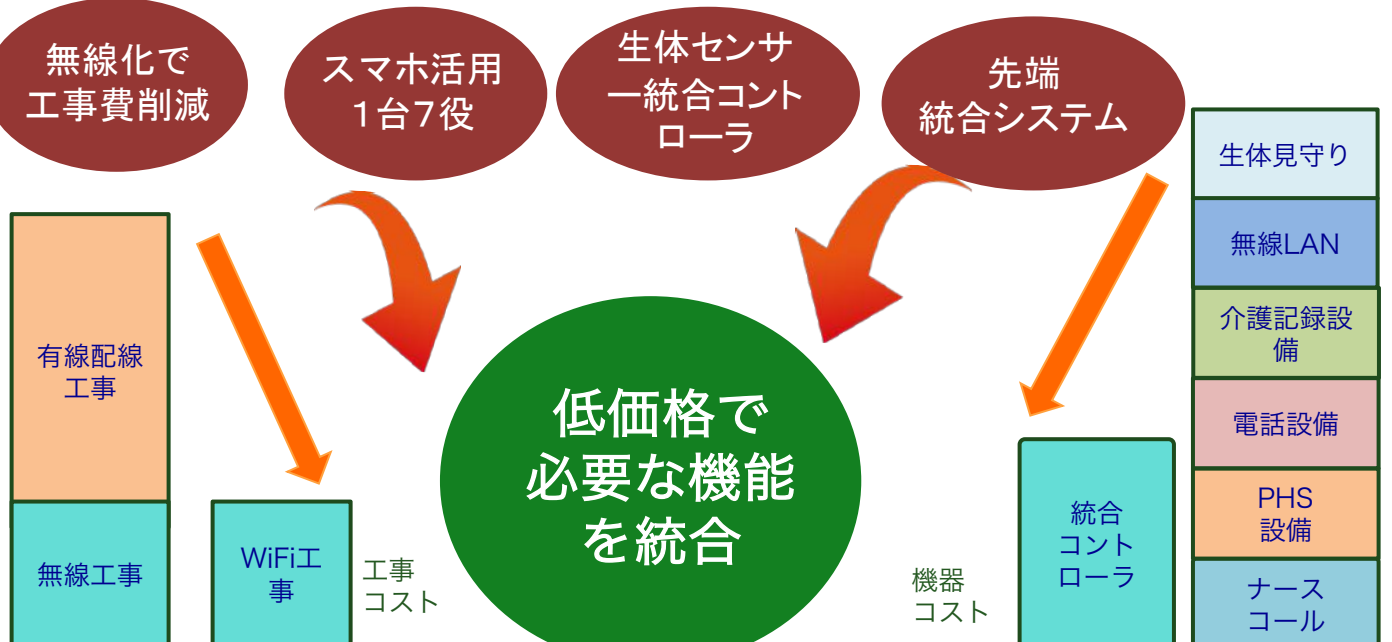 無線化で
工事費削減
スマホ活用
1台7役
生体センサ
ー統合コント
ローラ
先端
統合システム
有線配線
工事
無線工事
WiFi工
事
工事
コスト
低価格で
必要な機能
を統合
機器
コスト
統合
コント
ローラ
生体見守り
無線LAN
介護記録設
備
電話設備
PHS
設備
ナース
コール